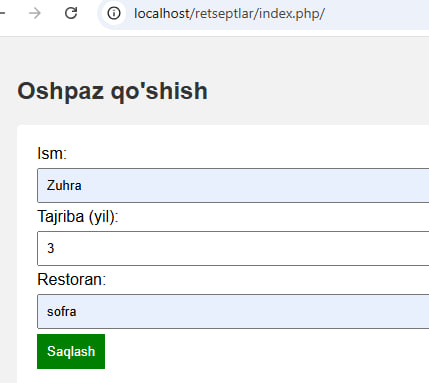 localhost/retseptlar/index.php/
Oshpaz qo'shish
Ism:
Zuhra
Tajriba (yil):
3
Restoran:
sofra
Saqlash